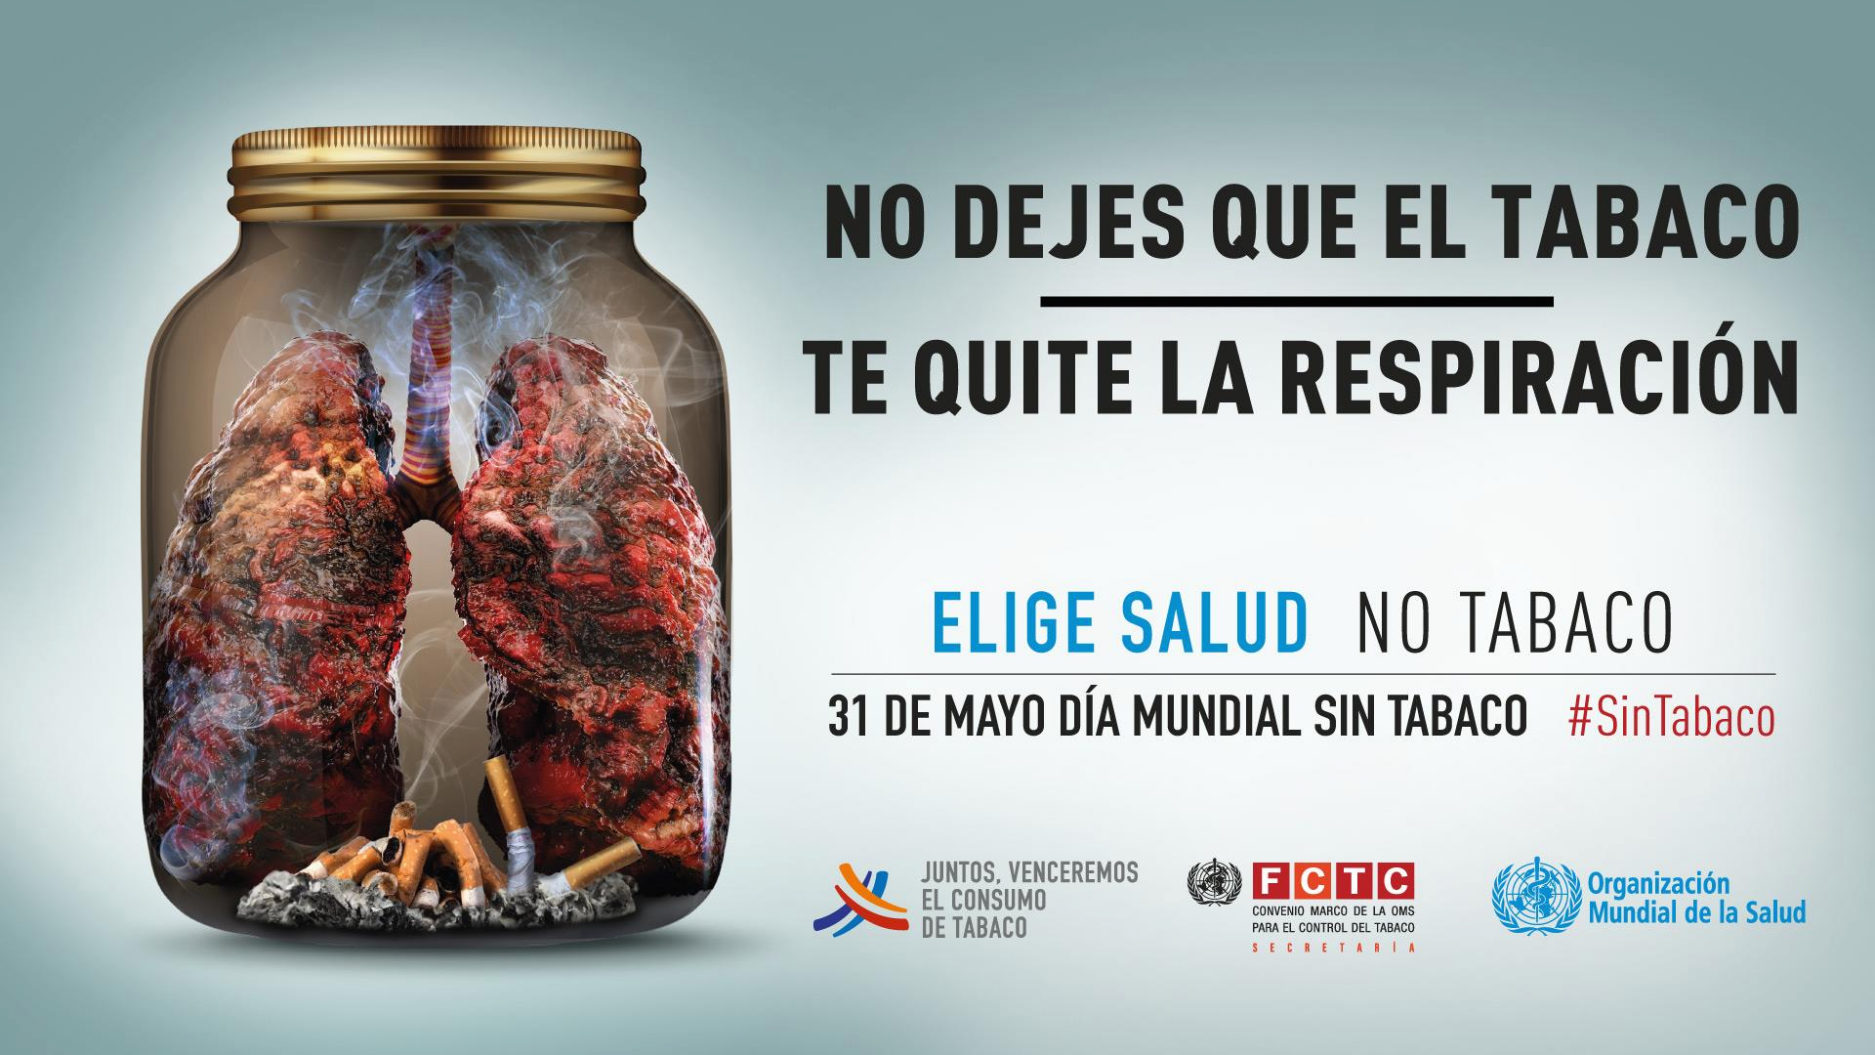 NO DEJES QUE EL TABACO
TE QUITE LA RESPIRACIÓN
ELIGE SALUD NO TABACO
31 DE MAYO DÍA MUNDIAL SIN TABACO #SinTabaco
JUNTOS, VENCEREMOS
EL CONSUMO
DE TABACO
FCTC
CONVENIO MARCO DE LA OMS
PARA EL CONTROL DEL TABACO
SECRETARÍA
Organización
Mundial de la Salud